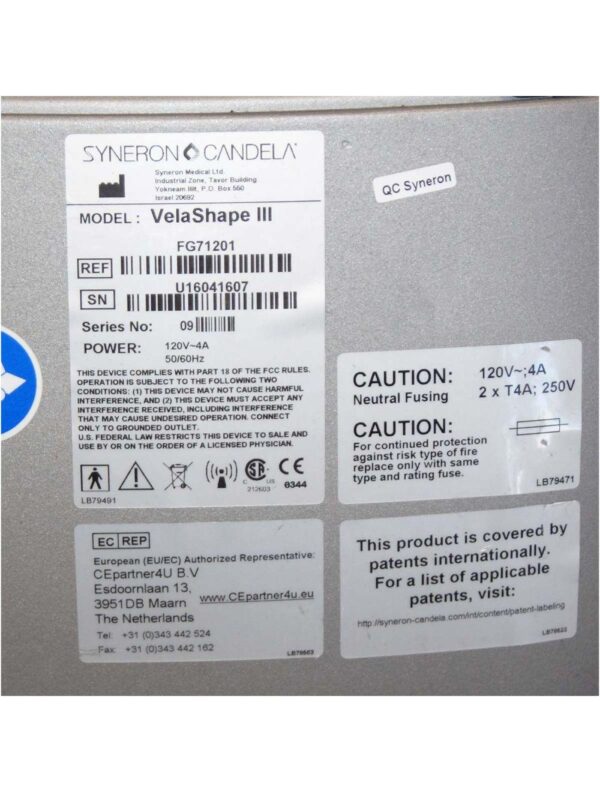 SYNERON CANDELA
Syneron Medical Ltd.
Industrial Zone, Tavor Building
Yokneam Illit, P.O. Box 550
Israel 20692
MODEL : VelaShape III
FG71201
REF
U16041607
SN
Series No: 09
POWER: 120V~4A
50/60Hz
THIS DEVICE COMPLIES WITH PART 18 OF THE FCC RULES.
OPERATION IS SUBJECT TO THE FOLLOWING TWO
CONDITIONS: (1) THIS DEVICE MAY NOT CAUSE HARMFUL
INTERFERENCE, AND (2) THIS DEVICE MUST ACCEPT ANY
INTERFERENCE RECEIVED, INCLUDING INTERFERENCE
THAT MAY CAUSE UNDESIRED OPERATION. CONNECT
ONLY TO GROUNDED OUTLET.
U.S. FEDERAL LAW RESTRICTS THIS DEVICE TO SALE AND
USE BY OR ON THE ORDER OF A LICENSED PHYSICIAN.
C SA US CE
212603 0344
LB79491
QC Syneron
CAUTION: 120V~;4A
Neutral Fusing 2 x T4A; 250V
CAUTION:
For continued protection
against risk type of fire
replace only with same
type and rating fuse.
LB79471
EC REP
European (EU/EC) Authorized Representative:
CEpartner4U B.V
Esdoornlaan 13,
3951DB Maarn www.CEpartner4u.eu
The Netherlands
Tel: +31 (0)343 442 524
Fax: +31 (0)343 442 162
This product is covered by
patents internationally.
For a list of applicable
patents, visit:
http://syneron-candela.com/int/content/patent-labeling